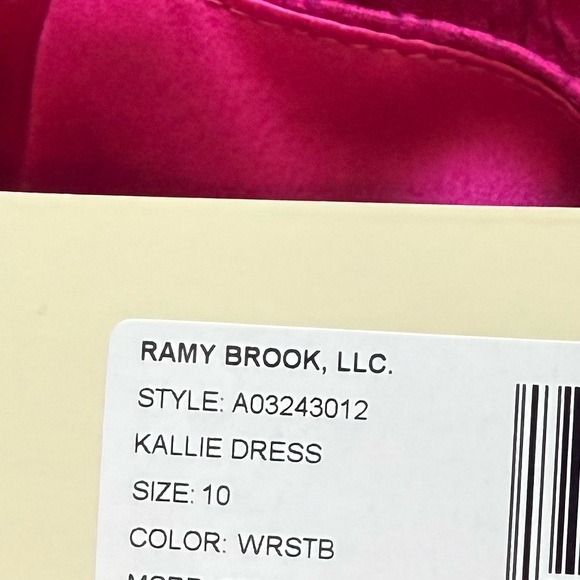 RAMY BROOK, LLC.
STYLE: A03243012
KALLIE DRESS
SIZE: 10
COLOR: WRSTB